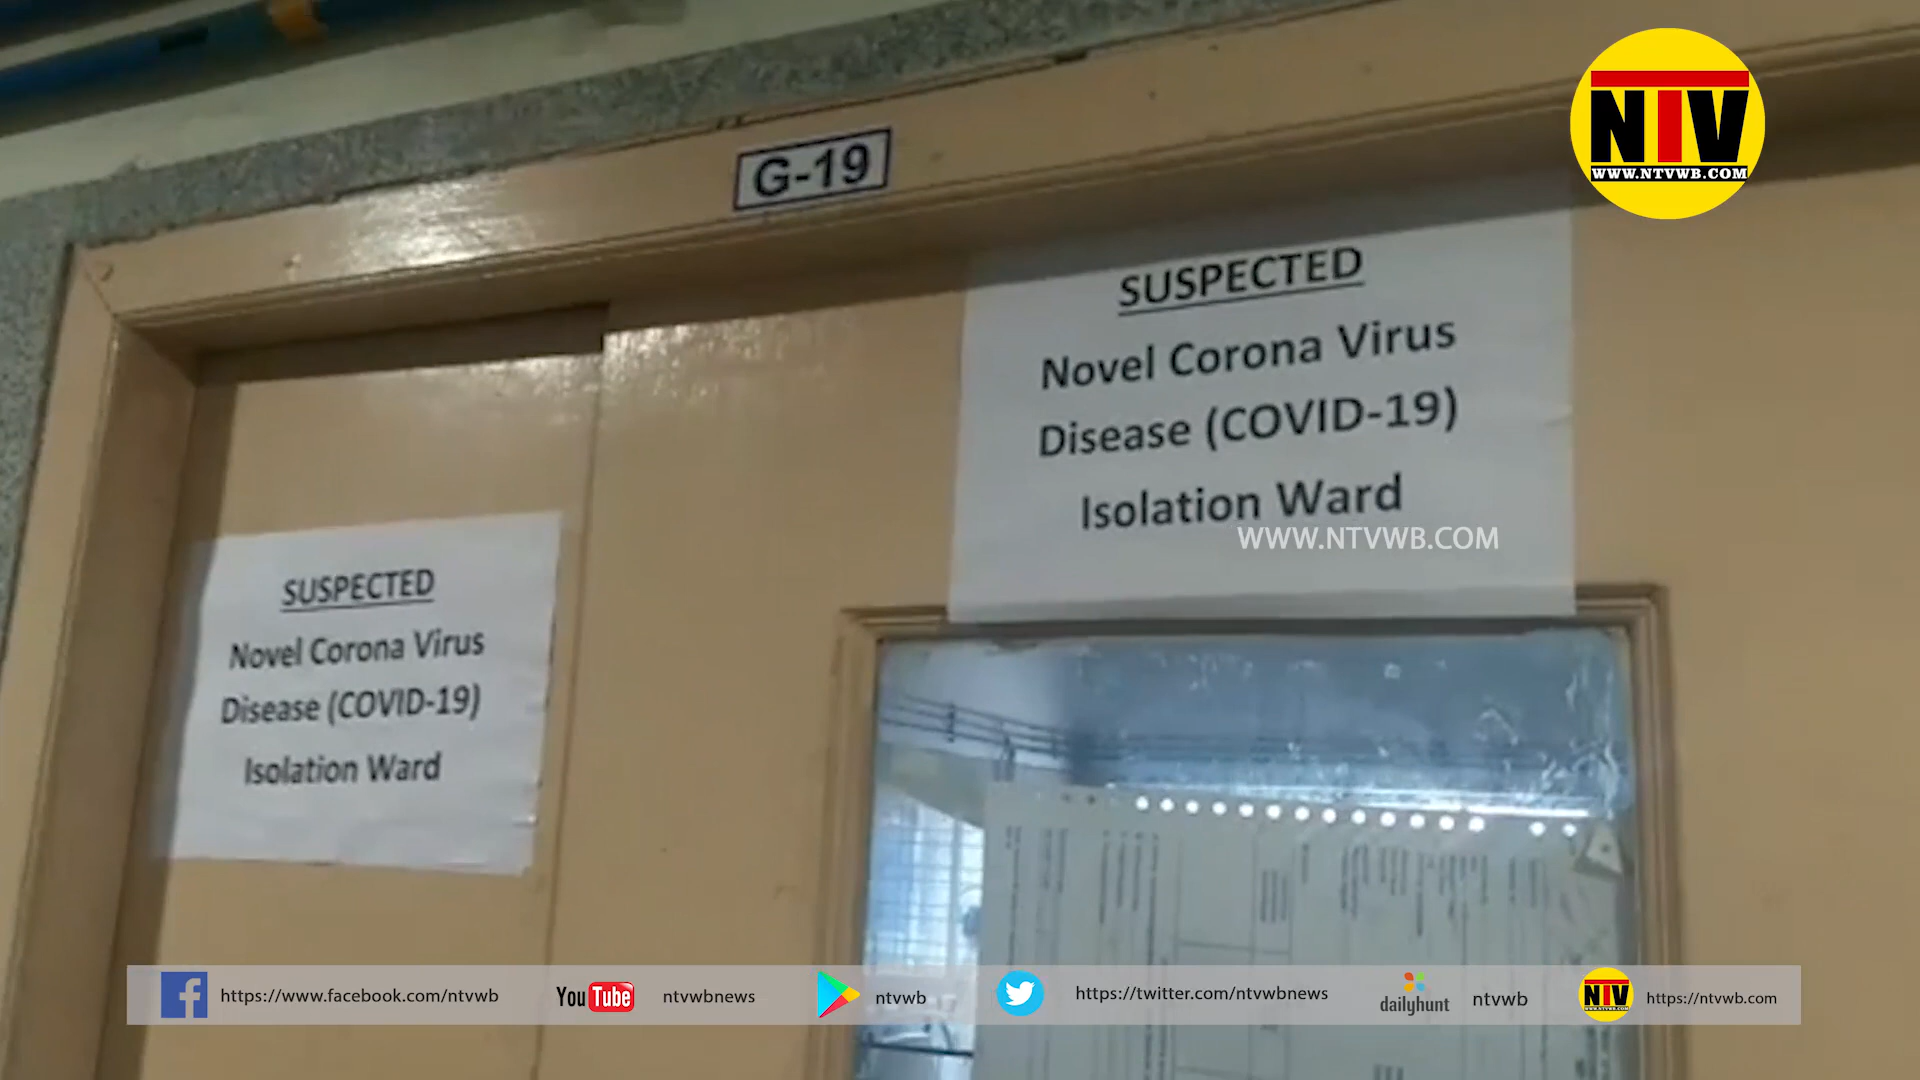 NTV
WWW.NTVWB.COM
G-19
SUSPECTED
Novel Corona Virus
Disease (COVID-19)
Isolation Ward
WWW.NTVWB.COM
SUSPECTED
Novel Corona Virus
Disease (COVID-19)
Isolation Ward
https://www.facebook.com/ntvwb
YouTube ntvwbnews
ntvwb
https://twitter.com/ntvwbnews
dailyhunt ntvwb
NTV
https://ntvwb.com